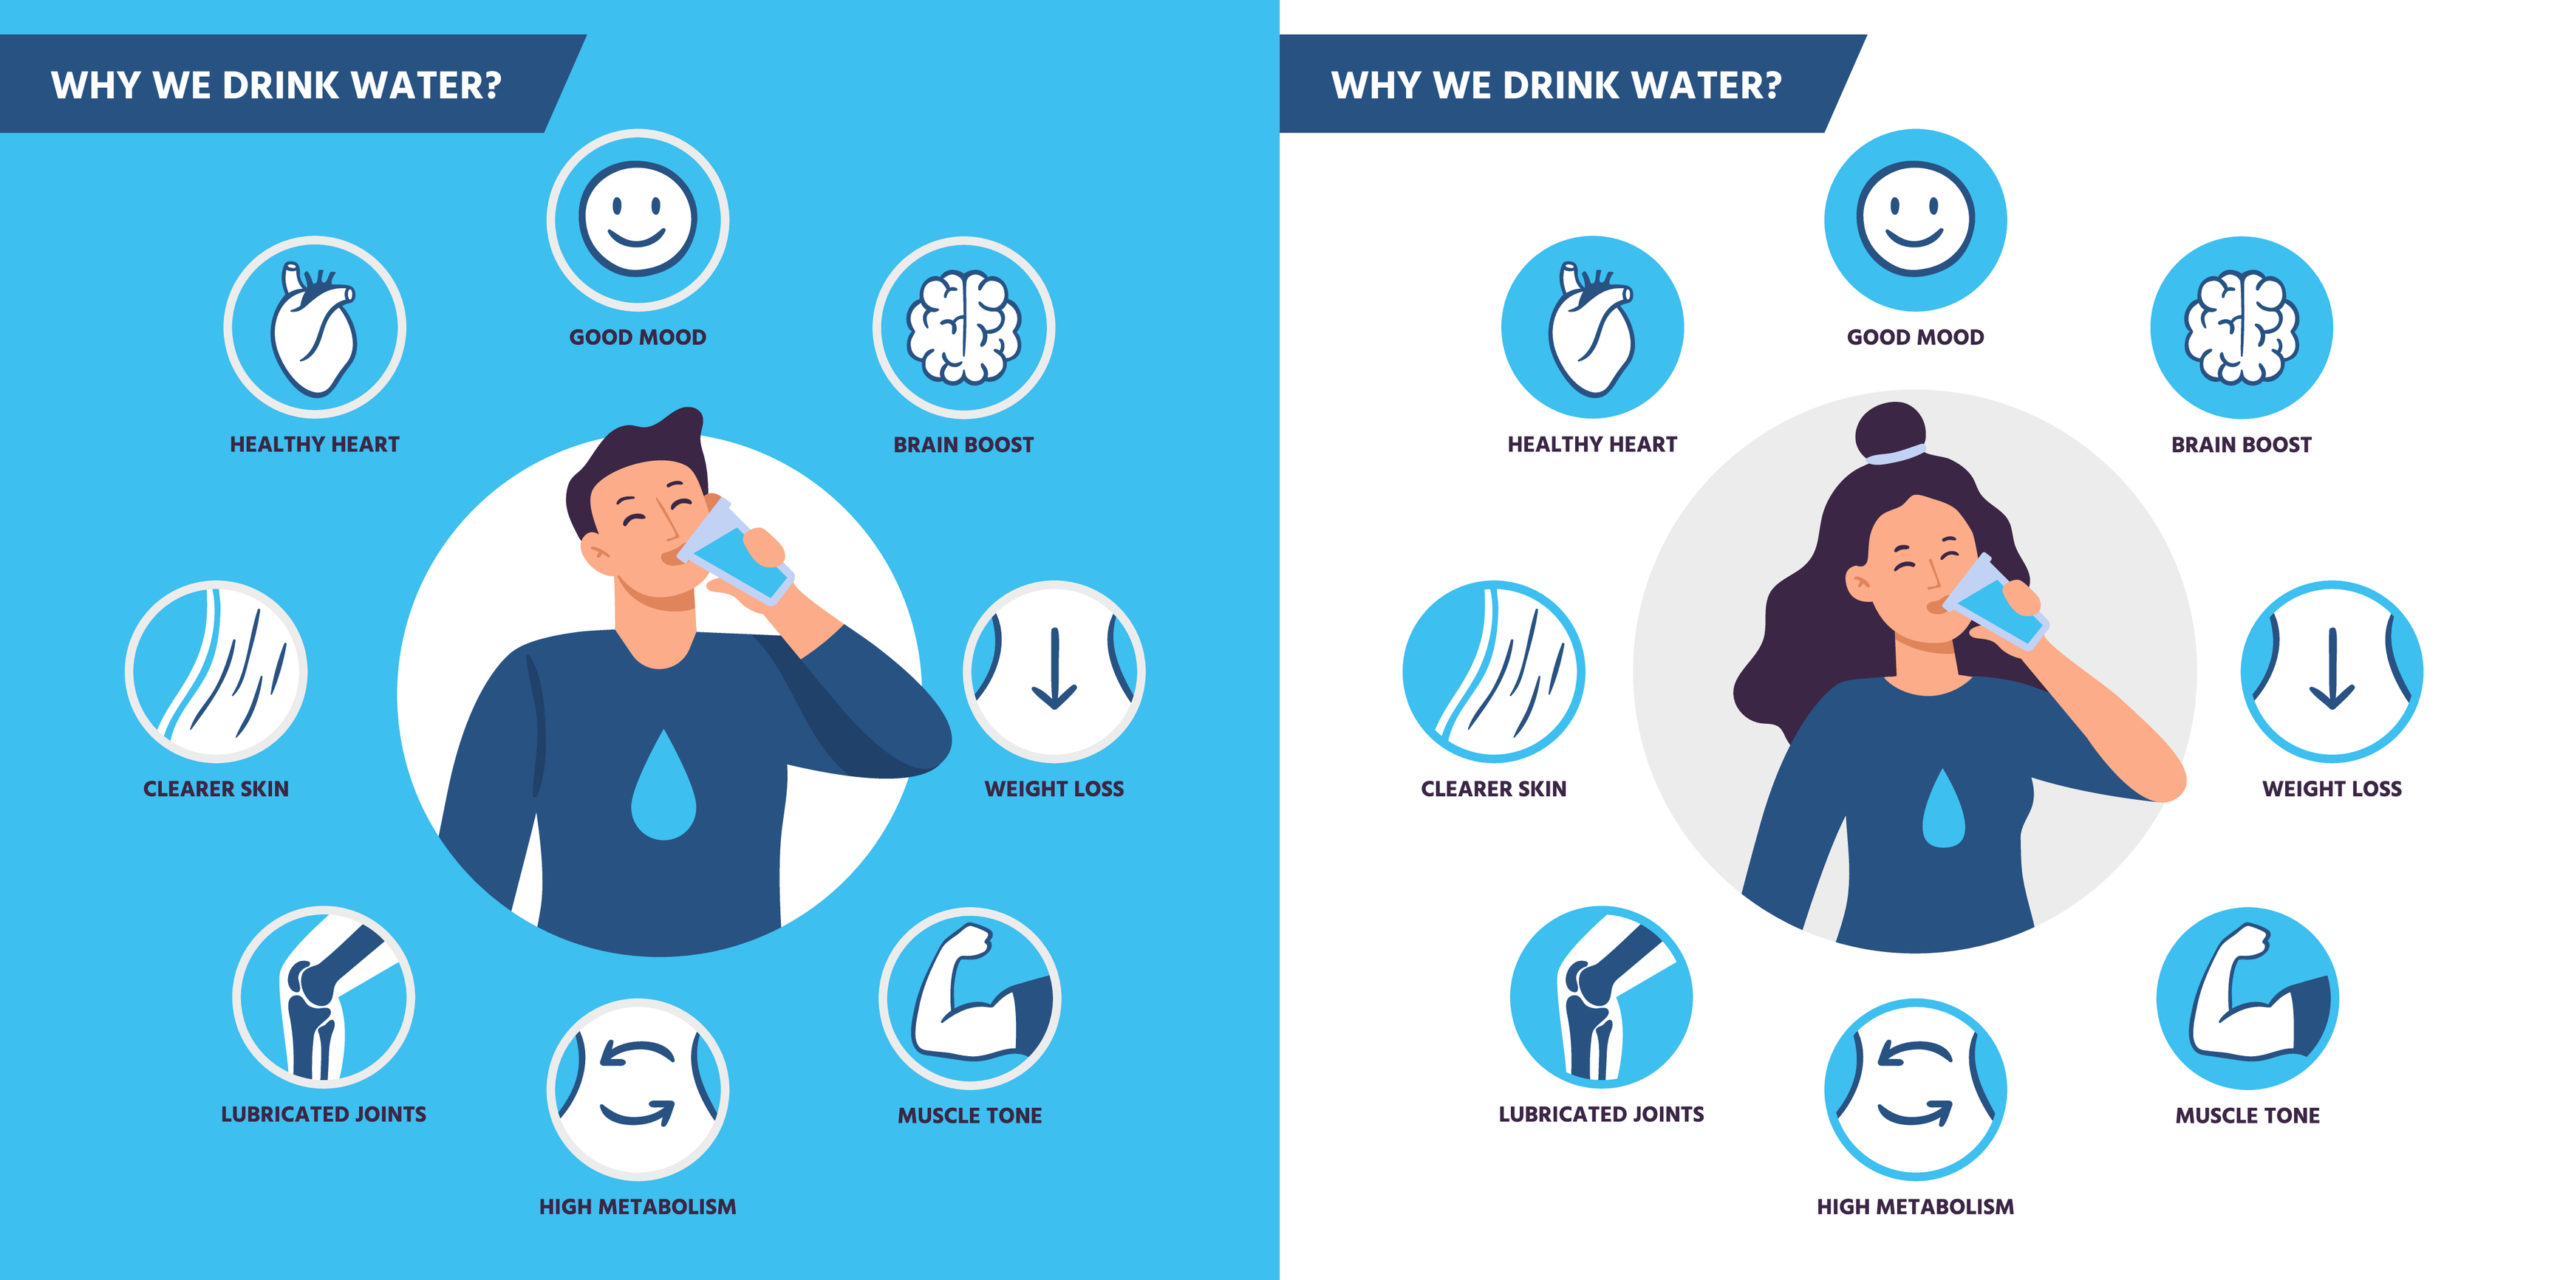 WHY WE DRINK WATER?
GOOD MOOD
HEALTHY HEART
BRAIN BOOST
CLEARER SKIN
WEIGHT LOSS
LUBRICATED JOINTS
MUSCLE TONE
HIGH METABOLISM
WHY WE DRINK WATER?
GOOD MOOD
HEALTHY HEART
BRAIN BOOST
CLEARER SKIN
WEIGHT LOSS
LUBRICATED JOINTS
MUSCLE TONE
HIGH METABOLISM